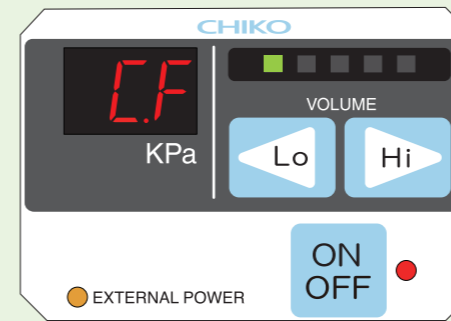 CHIKO
C.F
KPa
VOLUME
Lo
Hi
ON
OFF
EXTERNAL POWER